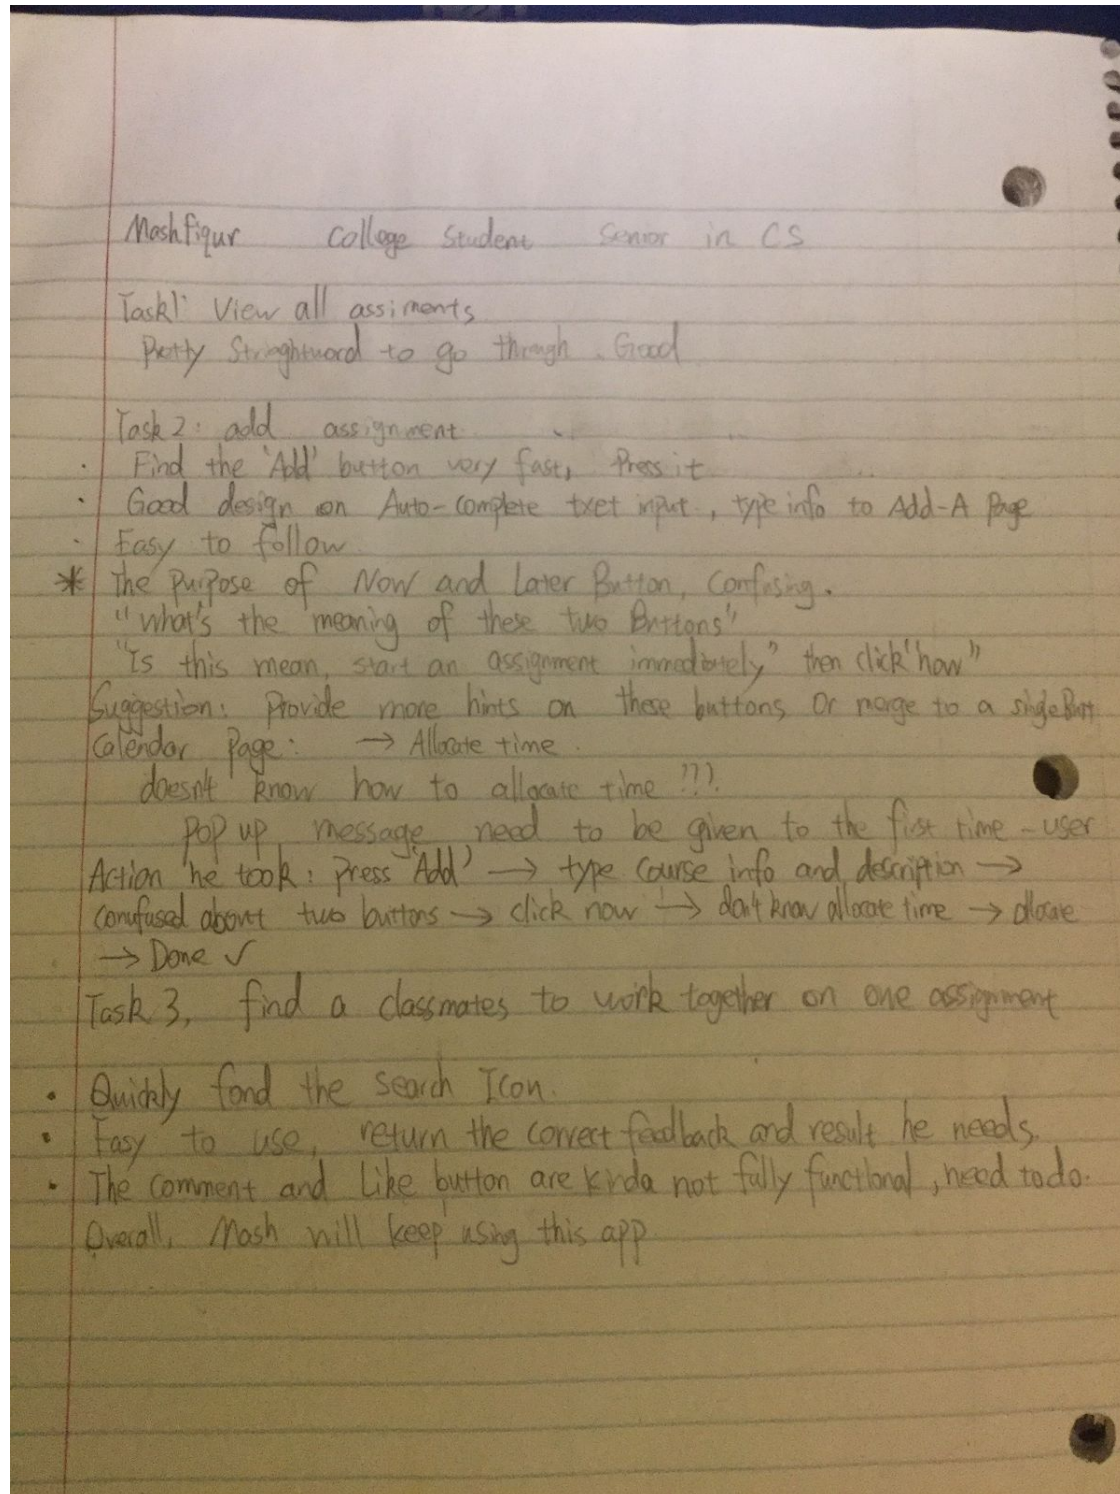 Mashfiqur College Student Senior in CS
Task1: View all assiments
Pretty Strightword to go through. Good
Task 2: add assignment
· Find the 'Add' button very fast, Press it
· Good design on Auto-complete txet input, type info to Add-A Page
· Easy to follow
* The Purpose of Now and Later Button, Confusing.
"what's the meaning of these two Buttons"
"Is this mean, start an assignment immediately" then click "now"
Suggestion: Provide more hints on these buttons, Or merge to a single Butt
Calendar Page: → Allocate time.
doesn't know how to allocate time ???
Pop up message need to be given to the first time-user
Action he took: press 'Add' → type course info and description →
conufused about two buttons → click now → don't know allocate time → allocate
→ Done ✓
Task 3, find a classmates to work together on one assignment
• Quickly fond the search Icon.
• Easy to use, return the correct feedback and result he needs.
• The comment and Like button are kinda not fully functional, need to do.
Overall, Mash will keep using this app